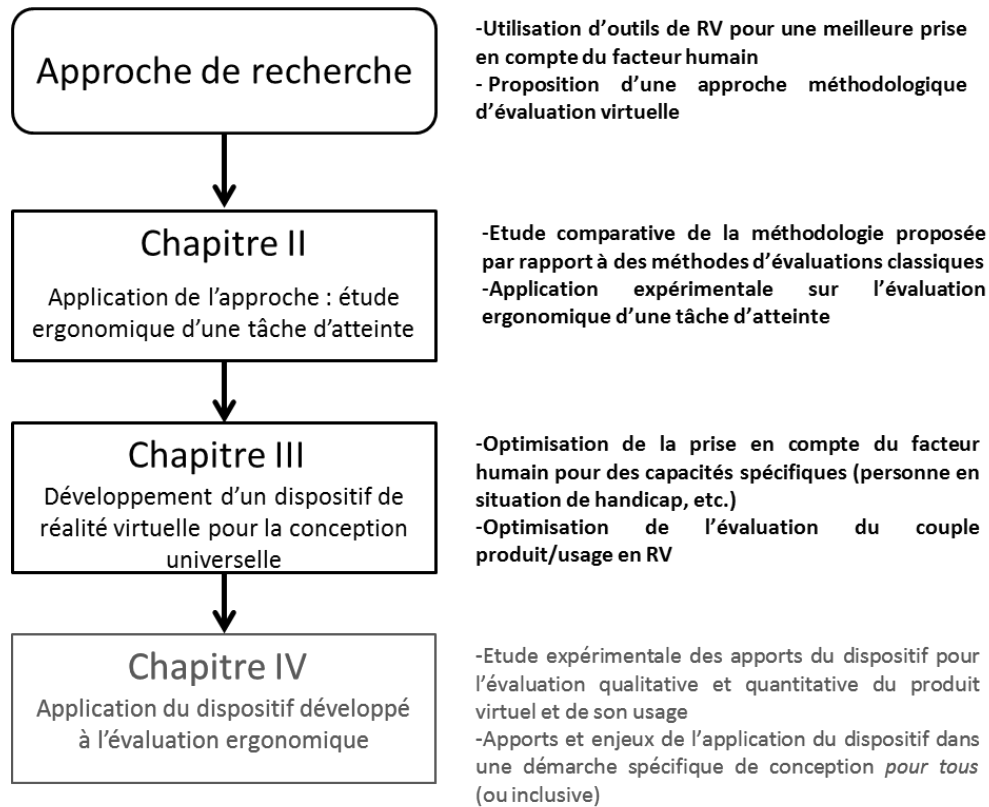 Approche de recherche
-Utilisation d’outils de RV pour une meilleure prise
en compte du facteur humain
- Proposition d’une approche méthodologique
d’évaluation virtuelle
Chapitre II
Application de l’approche : étude
ergonomique d’une tâche d’atteinte
-Etude comparative de la méthodologie proposée
par rapport à des méthodes d’évaluations classiques
-Application expérimentale sur l’évaluation
ergonomique d’une tâche d’atteinte
Chapitre III
Développement d’un dispositif de
réalité virtuelle pour la conception
universelle
-Optimisation de la prise en compte du facteur
humain pour des capacités spécifiques (personne en
situation de handicap, etc.)
-Optimisation de l’évaluation du couple
produit/usage en RV
Chapitre IV
Application du dispositif développé
à l’évaluation ergonomique
-Etude expérimentale des apports du dispositif pour
l’évaluation qualitative et quantitative du produit
virtuel et de son usage
-Apports et enjeux de l’application du dispositif dans
une démarche spécifique de conception pour tous
(ou inclusive)